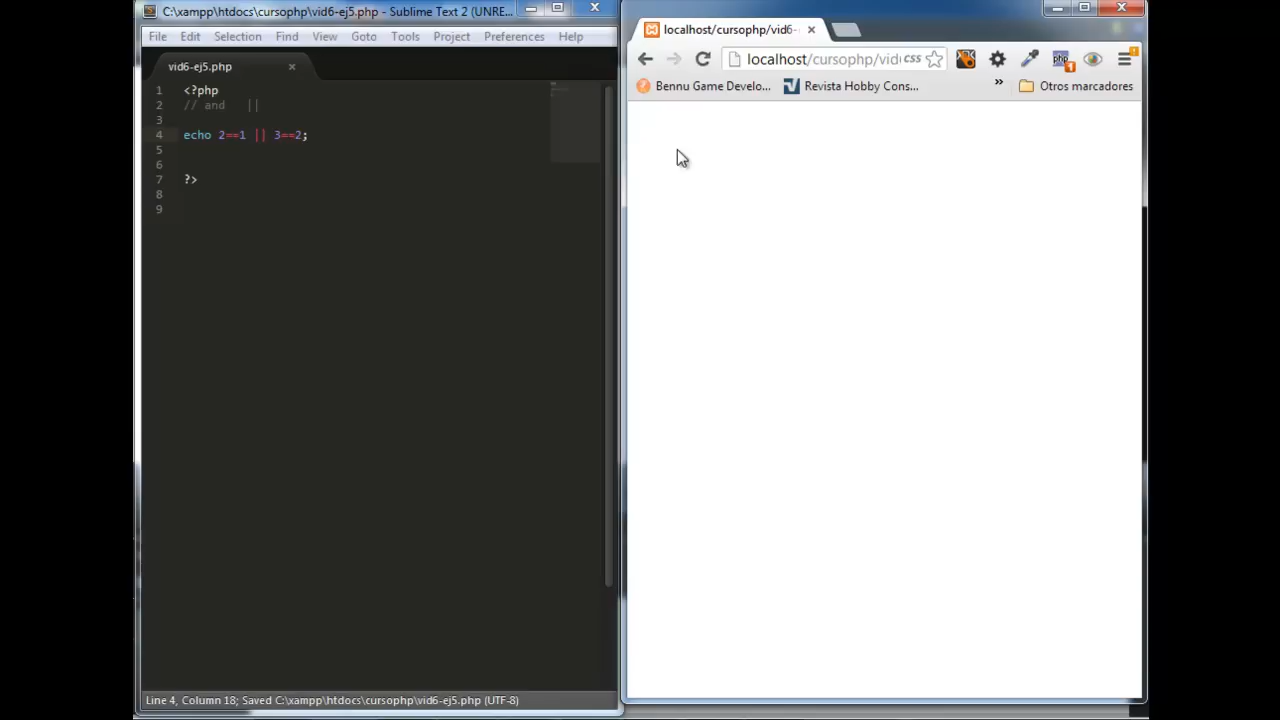 C:\xampp\htdocs\cursophp\vid6-ej5.php - Sublime Text 2 (UNRE...
File Edit Selection Find View Goto Tools Project Preferences Help
vid6-ej5.php
1 <?php
2 // and ||
3
4 echo 2==1 || 3==2;
5
6
7 ?>
8
9
Line 4, Column 18; Saved C:\xampp\htdocs\cursophp\vid6-ej5.php (UTF-8)
localhost/cursophp/vid6-
localhost/cursophp/vid css php 1
Bennu Game Develo... Revista Hobby Cons... » Otros marcadores